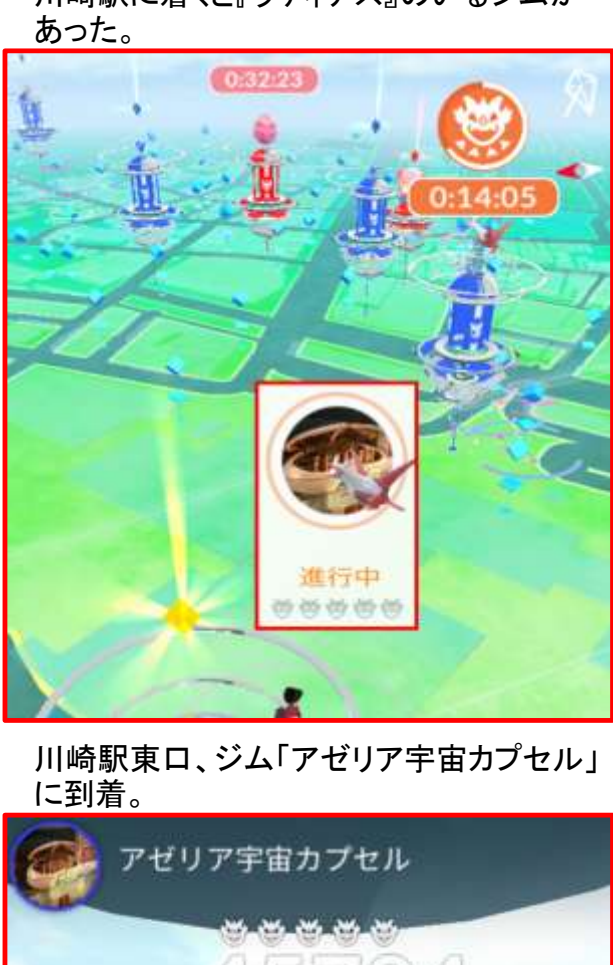 あった。
0:32:23
0:14:05
進行中
川崎駅東口、ジム「アゼリア宇宙カプセル」
に到着。
アゼリア宇宙カプセル